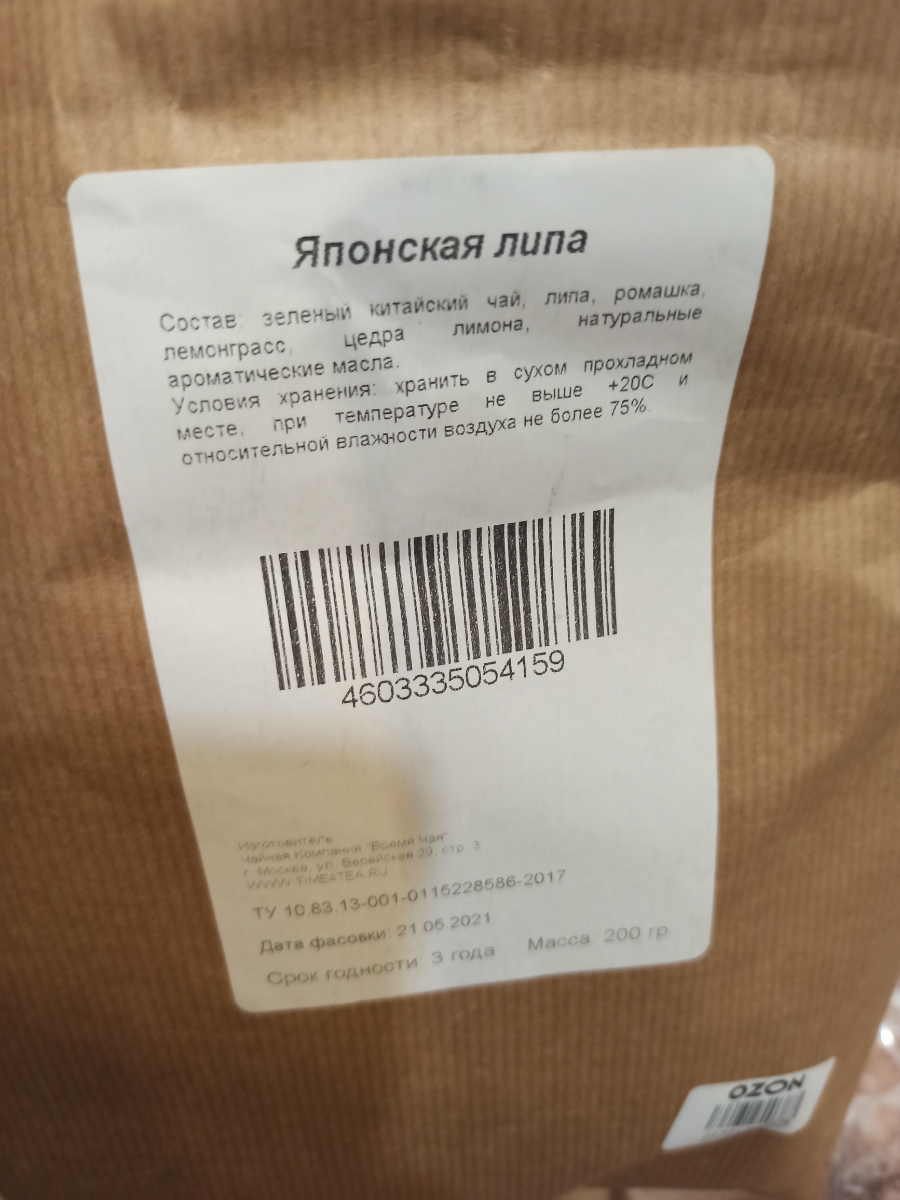 Японская липа
Состав: зеленый китайский чай, липа, ромашка,
лемонграсс, цедра лимона, натуральные
ароматические масла.
Условия хранения: хранить в сухом прохладном
месте, при температуре не выше +20С и
относительной влажности воздуха не более 75%.
4603335054159
Изготовитель
Чайная Компания "Время Чая"
г. Москва, ул. Верейская 29, стр. 3
WWW.TIME4TEA.RU
ТУ 10.83.13-001-0115228586-2017
Дата фасовки: 21.05.2021
Срок годности: 3 года Масса 200 гр.
OZON